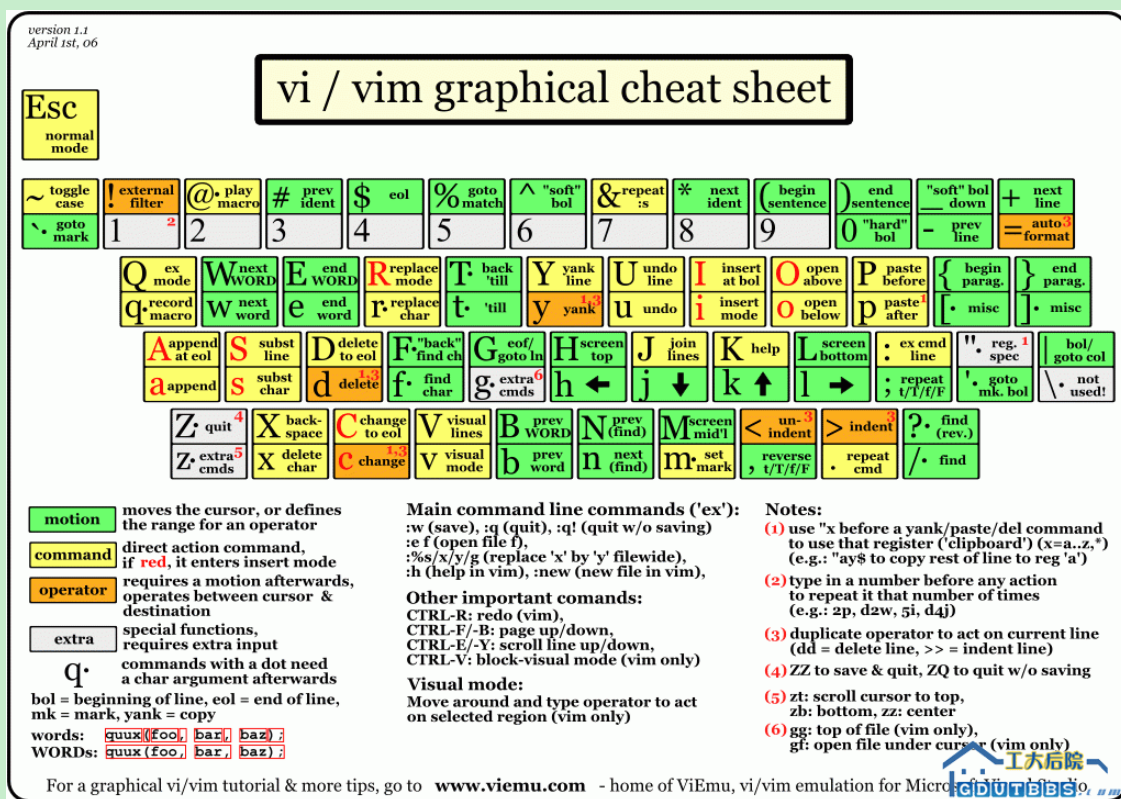 version 1.1
April 1st, 06
vi / vim graphical cheat sheet
Esc
normal
mode
~ toggle case
! external filter
@· play macro
# prev ident
$ eol
% goto match
^ "soft" bol
& repeat :s
* next ident
( begin sentence
) end sentence
_ "soft" bol down
+ next line
`· goto mark
1 2
2
3
4
5
6
7
8
9
0 "hard" bol
- prev line
= auto format 3
Q ex mode
W next WORD
E end WORD
R replace mode
T· back 'till
Y yank line
U undo line
I insert at bol
O open above
P paste before
{ begin parag.
} end parag.
q· record macro
w next word
e end word
r· replace char
t· 'till
y yank 1,3
u undo
i insert mode
o open below
p paste after 1
[· misc
]· misc
A append at eol
S subst line
D delete to eol
F· "back" find ch
G eof/ goto ln
H screen top
J join lines
K help
L screen bottom
: ex cmd line
"· reg. spec 1
| bol/ goto col
a append
s subst char
d delete 1,3
f· find char
g· extra cmds 6
h ←
j ↓
k ↑
l →
; repeat t/T/f/F
'· goto mk. bol
\· not used!
Z· quit 4
X back-space
C change to eol
V visual lines
B prev WORD
N prev (find)
M screen mid'l
< un-indent 3
> indent 3
?· find (rev.)
z· extra cmds 5
x delete char
c change 1,3
v visual mode
b prev word
n next (find)
m· set mark
, reverse t/T/f/F
. repeat cmd
/· find
motion moves the cursor, or defines
the range for an operator
command direct action command,
if red, it enters insert mode
operator requires a motion afterwards,
operates between cursor &
destination
extra special functions,
requires extra input
q· commands with a dot need
a char argument afterwards
bol = beginning of line, eol = end of line,
mk = mark, yank = copy
words: quux(foo, bar, baz);
WORDs: quux(foo, bar, baz);
Main command line commands ('ex'):
:w (save), :q (quit), :q! (quit w/o saving)
:e f (open file f),
:%s/x/y/g (replace 'x' by 'y' filewide),
:h (help in vim), :new (new file in vim),
Other important comands:
CTRL-R: redo (vim),
CTRL-F/-B: page up/down,
CTRL-E/-Y: scroll line up/down,
CTRL-V: block-visual mode (vim only)
Visual mode:
Move around and type operator to act
on selected region (vim only)
Notes:
(1) use "x before a yank/paste/del command
to use that register ('clipboard') (x=a..z,*)
(e.g.: "ay$ to copy rest of line to reg 'a')
(2) type in a number before any action
to repeat it that number of times
(e.g.: 2p, d2w, 5i, d4j)
(3) duplicate operator to act on current line
(dd = delete line, >> = indent line)
(4) ZZ to save & quit, ZQ to quit w/o saving
(5) zt: scroll cursor to top,
zb: bottom, zz: center
(6) gg: top of file (vim only),
gf: open file under cursor (vim only)
For a graphical vi/vim tutorial & more tips, go to www.viemu.com - home of ViEmu, vi/vim emulation for Microsoft Visual Studio
工大后院
GDUTBBS.com